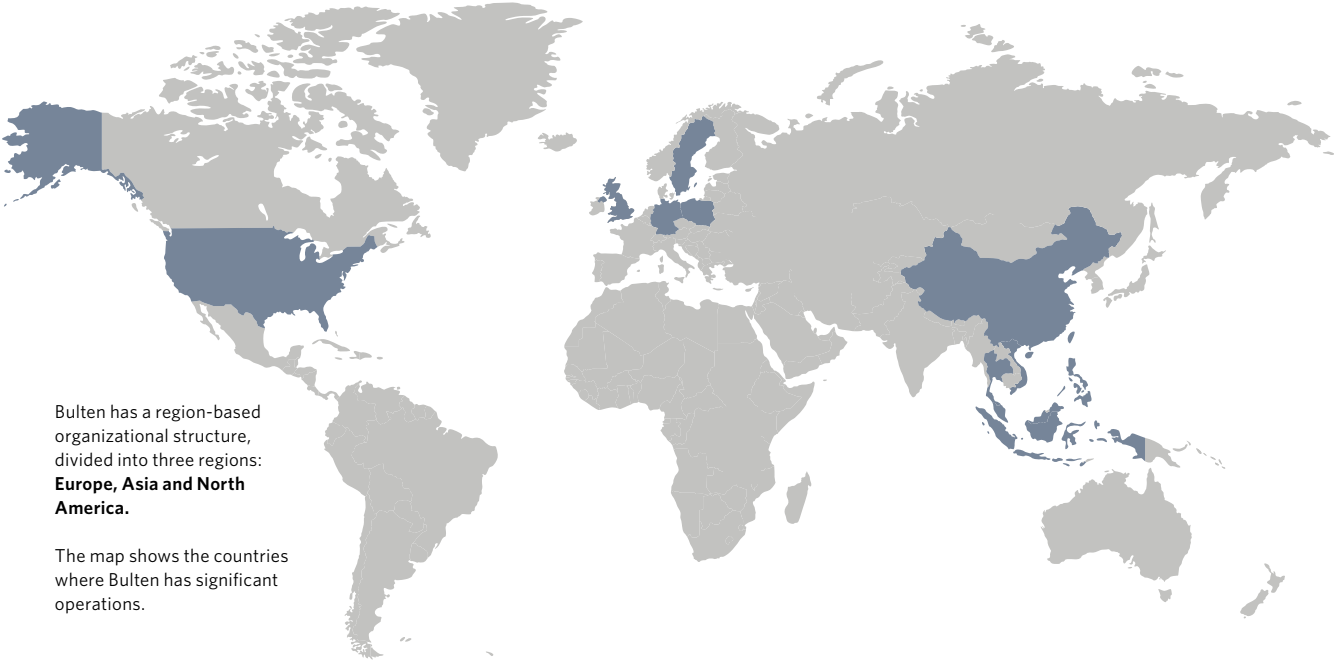 Bulten has a region-based
organizational structure,
divided into three regions:
Europe, Asia and North
America.
The map shows the countries
where Bulten has significant
operations.